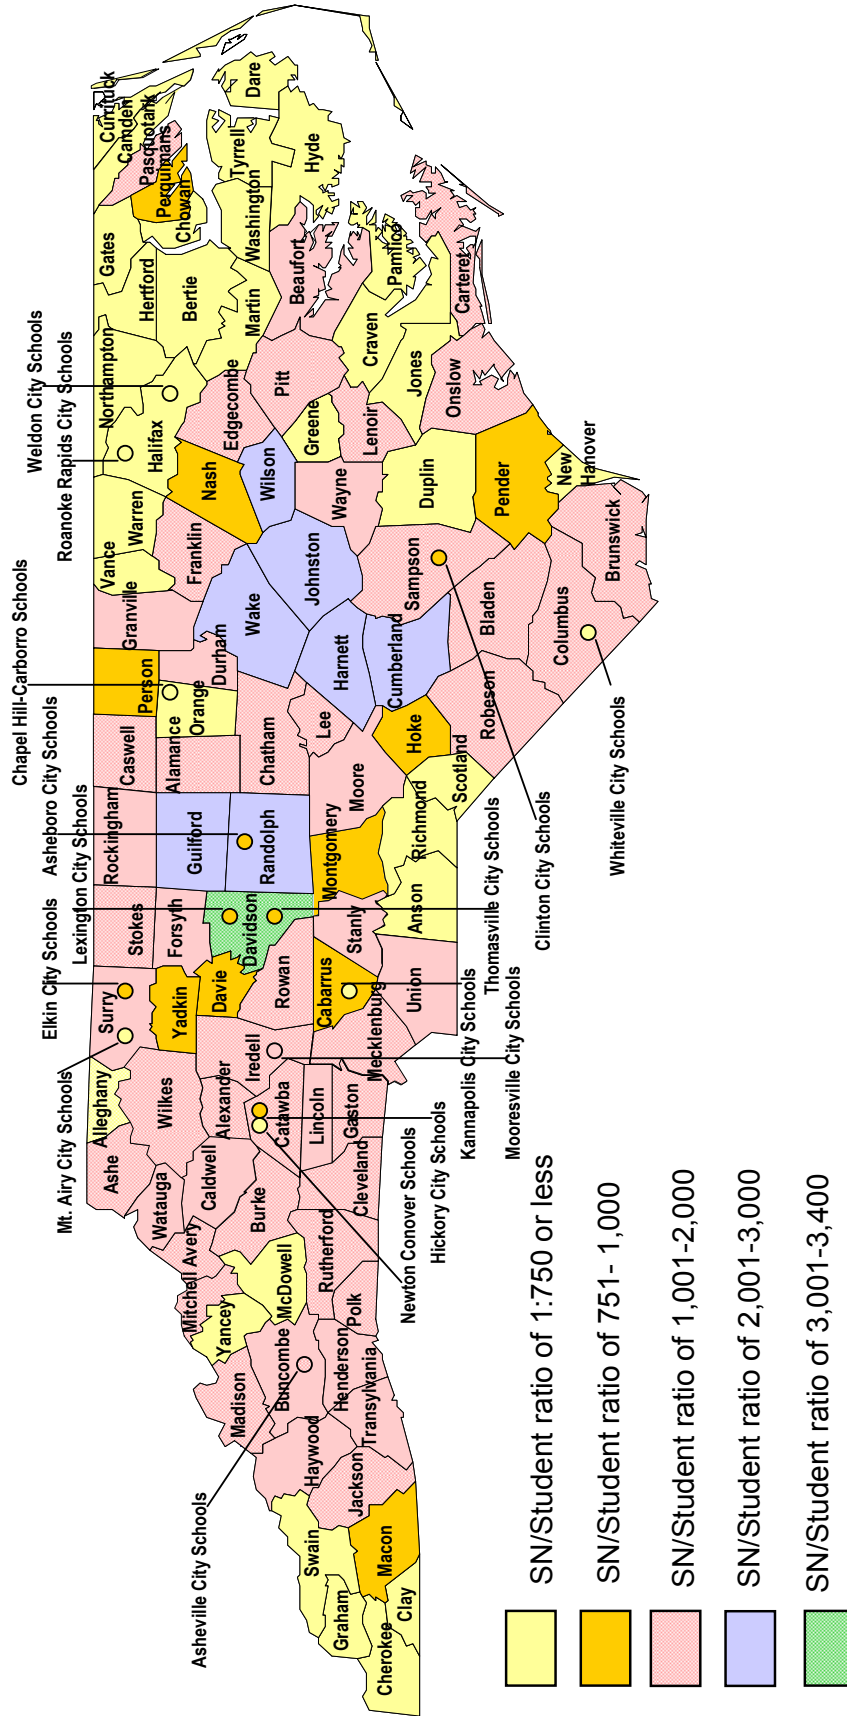 Cherokee
Graham
Clay
Swain
Macon
Jackson
Haywood
Transylvania
Henderson
Buncombe
Madison
Yancey
Mitchell
Avery
McDowell
Polk
Rutherford
Burke
Cleveland
Caldwell
Watauga
Ashe
Alleghany
Wilkes
Alexander
Catawba
Lincoln
Gaston
Iredell
Mecklenburg
Surry
Yadkin
Davie
Rowan
Cabarrus
Union
Stanly
Stokes
Forsyth
Davidson
Anson
Montgomery
Richmond
Rockingham
Guilford
Randolph
Moore
Scotland
Hoke
Caswell
Alamance
Chatham
Lee
Orange
Person
Durham
Granville
Wake
Harnett
Cumberland
Robeson
Bladen
Columbus
Brunswick
Vance
Warren
Franklin
Johnston
Sampson
Nash
Wilson
Wayne
Duplin
Pender
New
Hanover
Northampton
Halifax
Edgecombe
Pitt
Greene
Lenoir
Jones
Onslow
Craven
Carteret
Pamlico
Beaufort
Martin
Bertie
Hertford
Gates
Washington
Tyrrell
Hyde
Dare
Chowan
Perquimans
Pasquotank
Camden
Currituck
Asheville City Schools
Mt. Airy City Schools
Elkin City Schools
Lexington City Schools
Asheboro City Schools
Chapel Hill-Carborro Schools
Roanoke Rapids City Schools
Weldon City Schools
Newton Conover Schools
Hickory City Schools
Kannapolis City Schools
Mooresville City Schools
Thomasville City Schools
Clinton City Schools
Whiteville City Schools
SN/Student ratio of 1:750 or less
SN/Student ratio of 751- 1,000
SN/Student ratio of 1,001-2,000
SN/Student ratio of 2,001-3,000
SN/Student ratio of 3,001-3,400